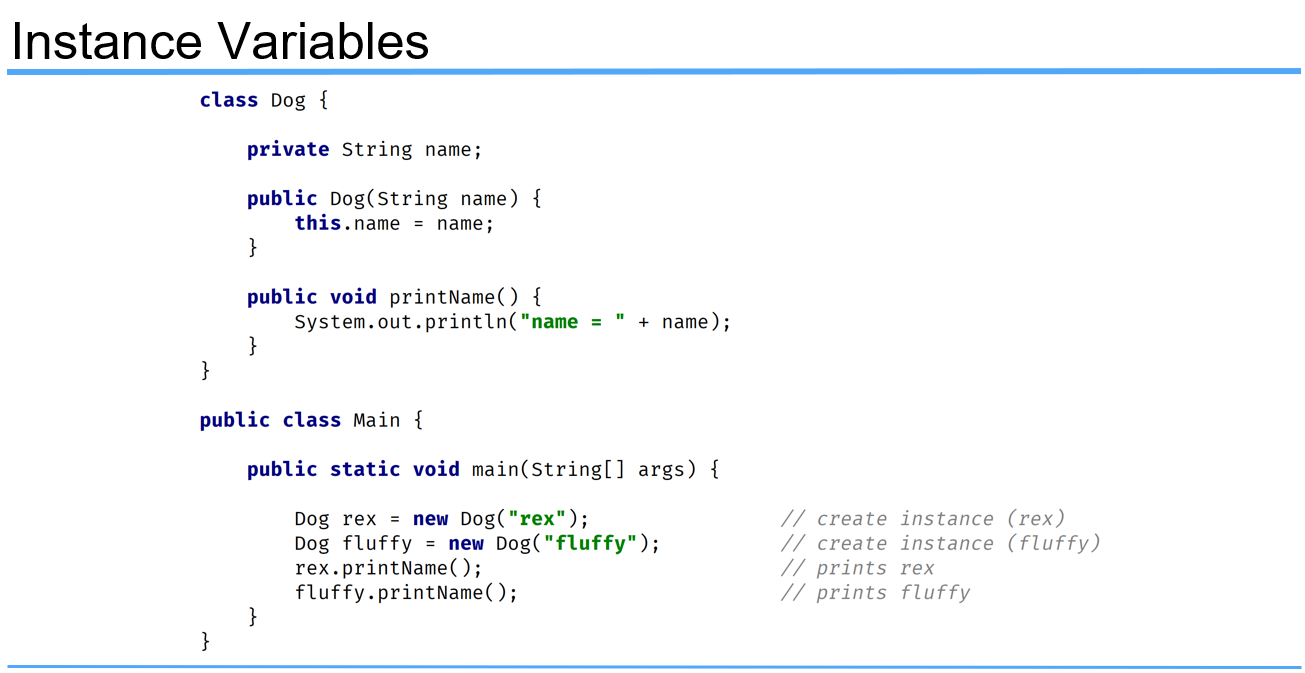 Instance Variables
class Dog {
private String name;
public Dog(String name) {
this.name = name;
}
public void printName() {
System.out.println("name = " + name);
}
}
public class Main {
public static void main(String[] args) {
Dog rex = new Dog("rex"); // create instance (rex)
Dog fluffy = new Dog("fluffy"); // create instance (fluffy)
rex.printName(); // prints rex
fluffy.printName(); // prints fluffy
}
}